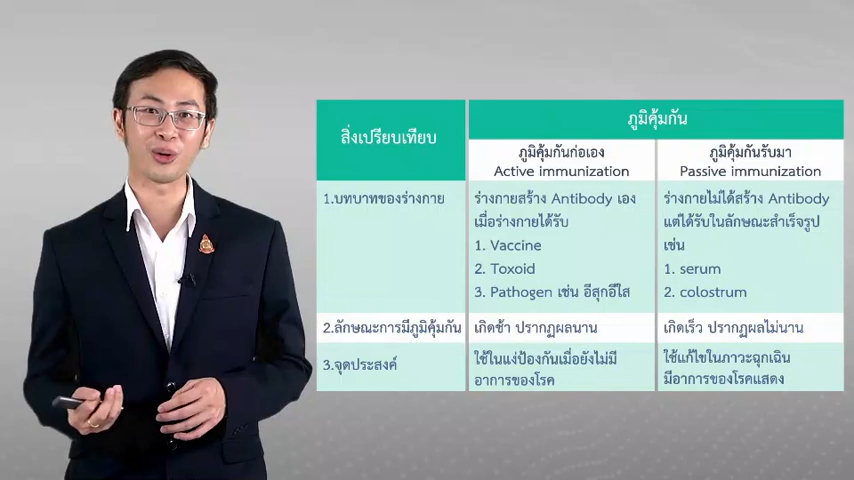 สิ่งเปรียบเทียบ
ภูมิคุ้มกัน
ภูมิคุ้มกันก่อเอง
Active immunization
ภูมิคุ้มกันรับมา
Passive immunization
1.บทบาทของร่างกาย
ร่างกายสร้าง Antibody เอง
เมื่อร่างกายได้รับ
1. Vaccine
2. Toxoid
3. Pathogen เช่น อีสุกอีใส
ร่างกายไม่ได้สร้าง Antibody
แต่ได้รับในลักษณะสำเร็จรูป
เช่น
1. serum
2. colostrum
2.ลักษณะการมีภูมิคุ้มกัน
เกิดช้า ปรากฏผลนาน
เกิดเร็ว ปรากฏผลไม่นาน
3.จุดประสงค์
ใช้ในแง่ป้องกันเมื่อยังไม่มี
อาการของโรค
ใช้แก้ไขในภาวะฉุกเฉิน
มีอาการของโรคแสดง